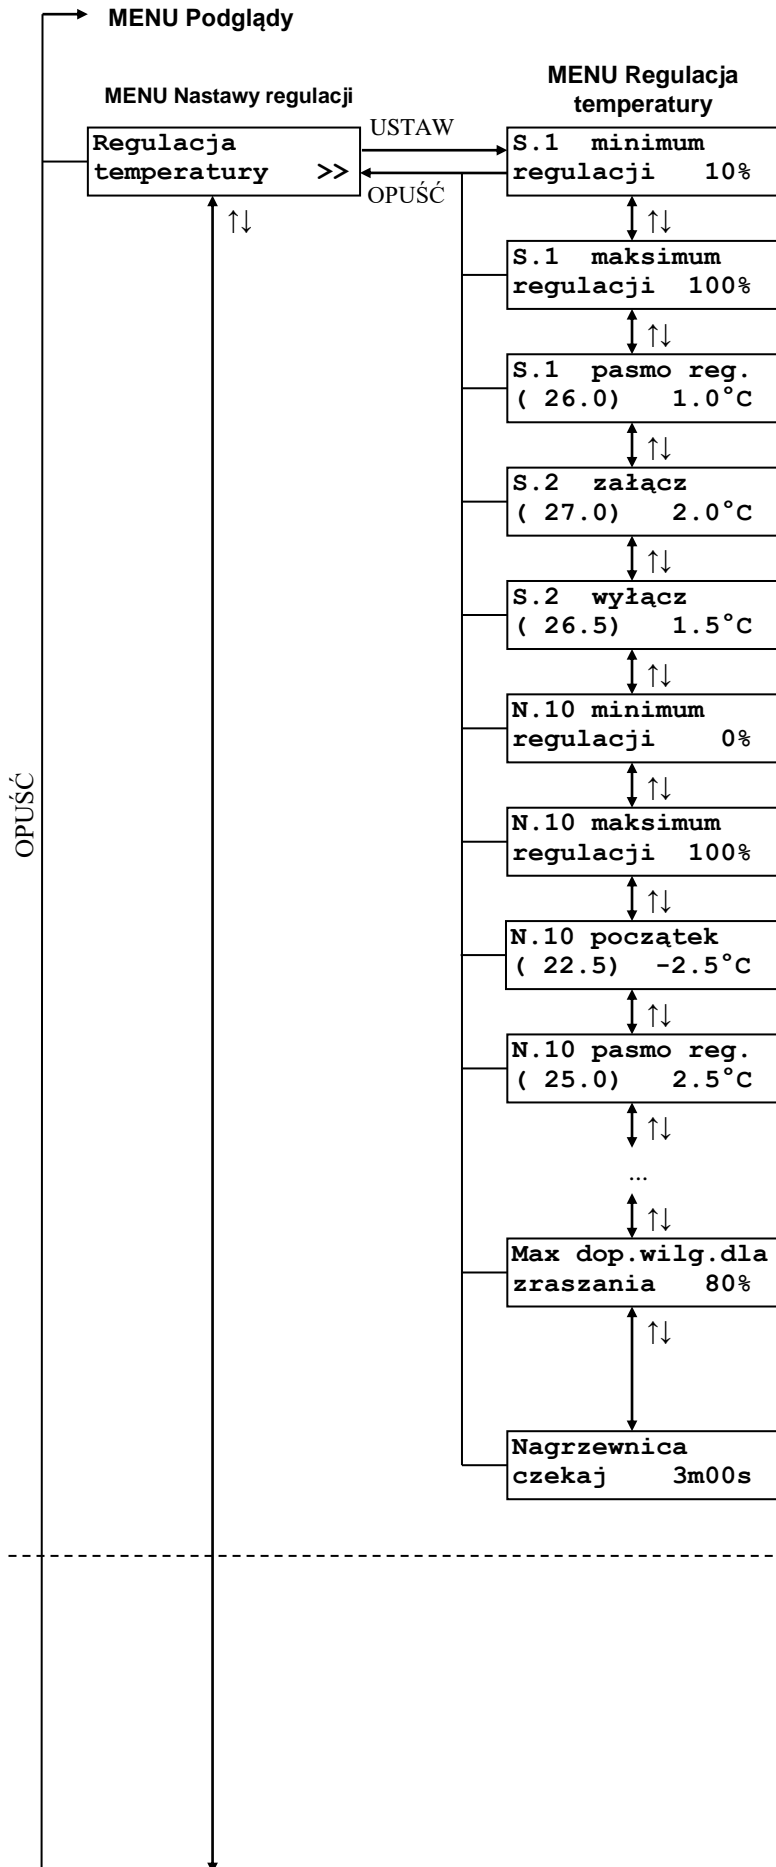 MENU Podglądy
MENU Nastawy regulacji
MENU Regulacja
temperatury
Regulacja
temperatury >>
USTAW
OPUŚĆ
↑↓
S.1 minimum
regulacji 10%
↑↓
S.1 maksimum
regulacji 100%
↑↓
S.1 pasmo reg.
( 26.0) 1.0°C
↑↓
S.2 załącz
( 27.0) 2.0°C
↑↓
S.2 wyłącz
( 26.5) 1.5°C
↑↓
N.10 minimum
regulacji 0%
↑↓
N.10 maksimum
regulacji 100%
↑↓
N.10 początek
( 22.5) -2.5°C
↑↓
N.10 pasmo reg.
( 25.0) 2.5°C
↑↓
...
↑↓
Max dop.wilg.dla
zraszania 80%
↑↓
Nagrzewnica
czekaj 3m00s
OPUŚĆ